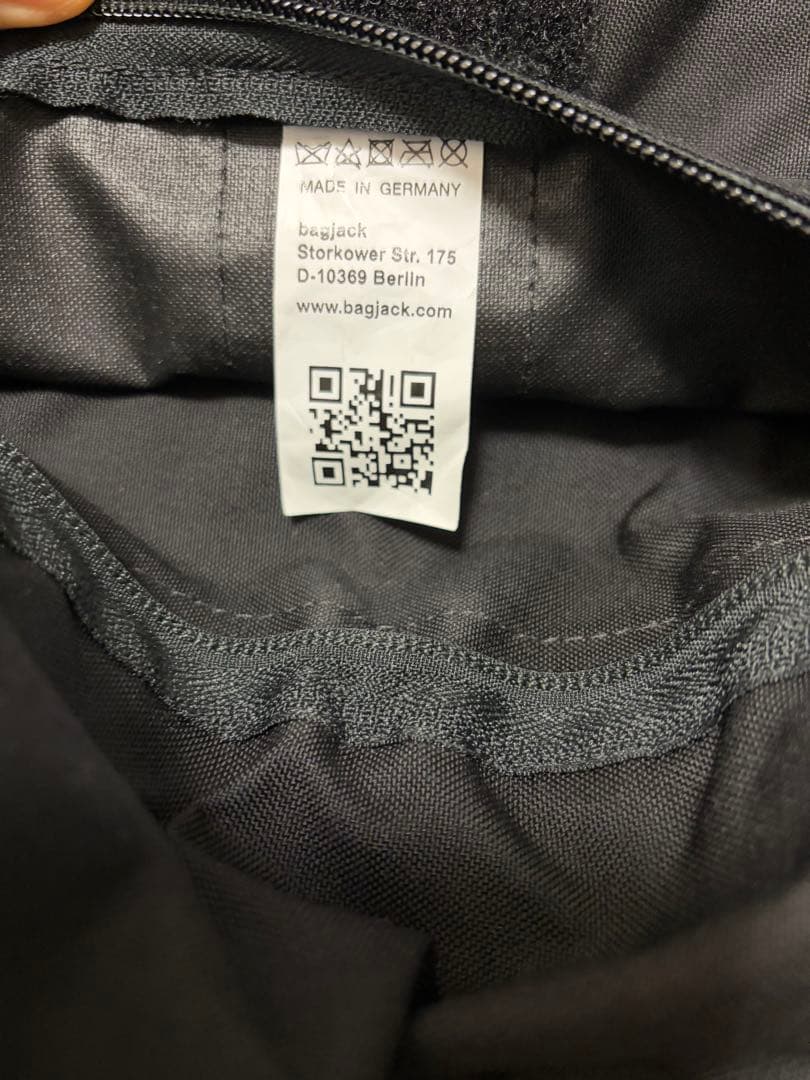 MADE IN GERMANY
bagjack
Storkower Str. 175
D-10369 Berlin
www.bagjack.com